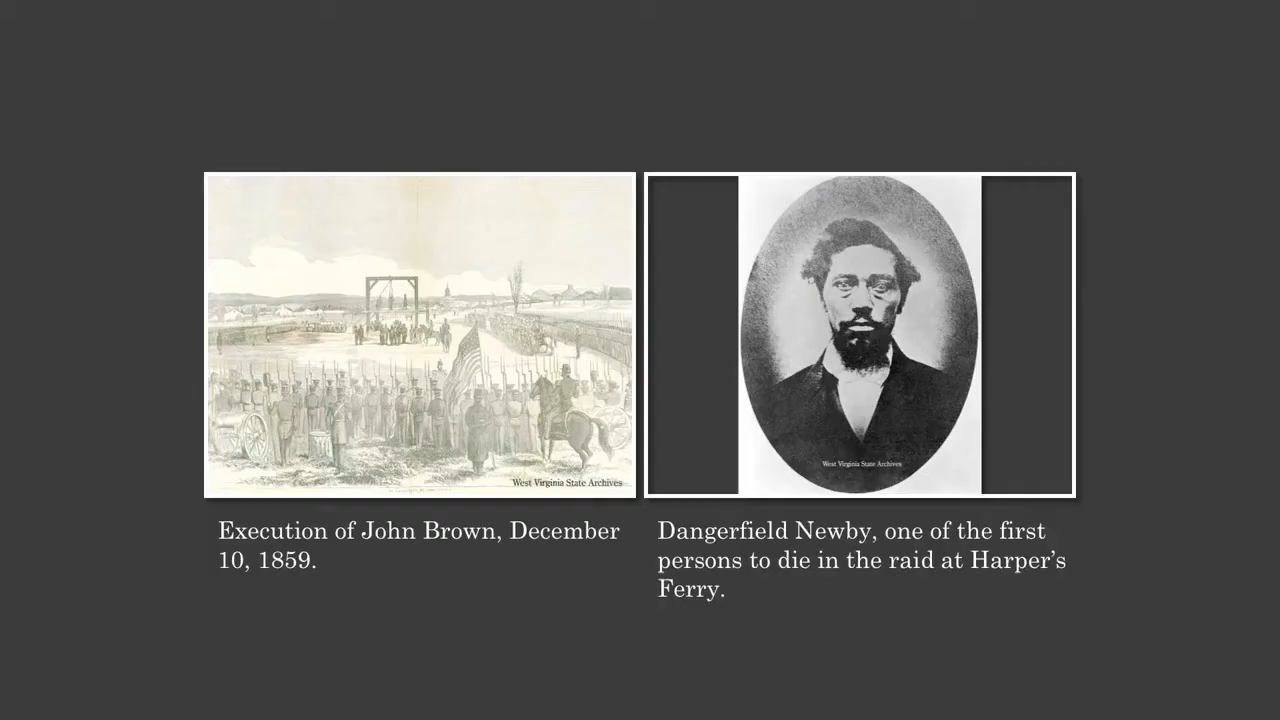 West Virginia State Archives
West Virginia State Archives
Execution of John Brown, December
10, 1859.
Dangerfield Newby, one of the first
persons to die in the raid at Harper’s
Ferry.